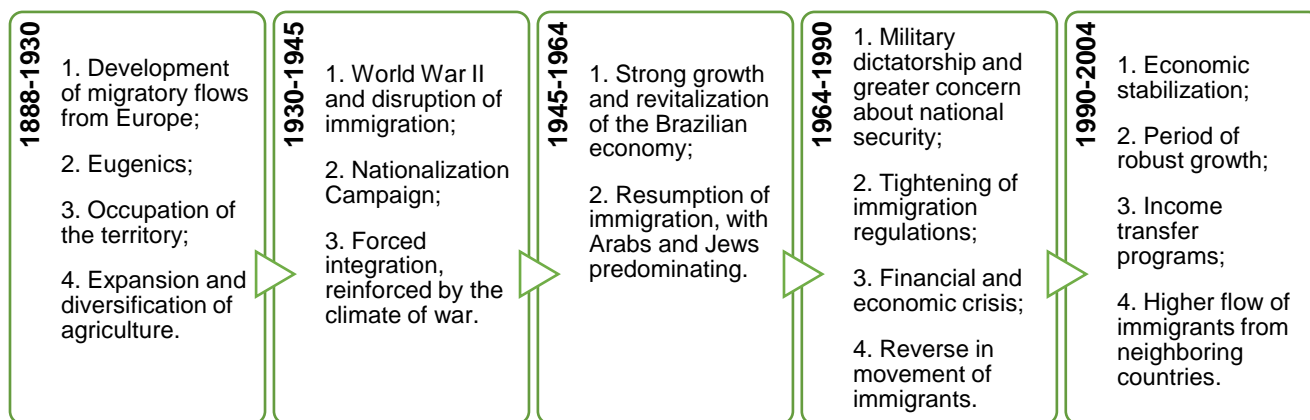 1888-1930
1. Development
of migratory flows
from Europe;
2. Eugenics;
3. Occupation of
the territory;
4. Expansion and
diversification of
agriculture.
1930-1945
1. World War II
and disruption of
immigration;
2. Nationalization
Campaign;
3. Forced
integration,
reinforced by the
climate of war.
1945-1964
1. Strong growth
and revitalization
of the Brazilian
economy;
2. Resumption of
immigration, with
Arabs and Jews
predominating.
1964-1990
1. Military
dictatorship and
greater concern
about national
security;
2. Tightening of
immigration
regulations;
3. Financial and
economic crisis;
4. Reverse in
movement of
immigrants.
1990-2004
1. Economic
stabilization;
2. Period of
robust growth;
3. Income
transfer
programs;
4. Higher flow of
immigrants from
neighboring
countries.